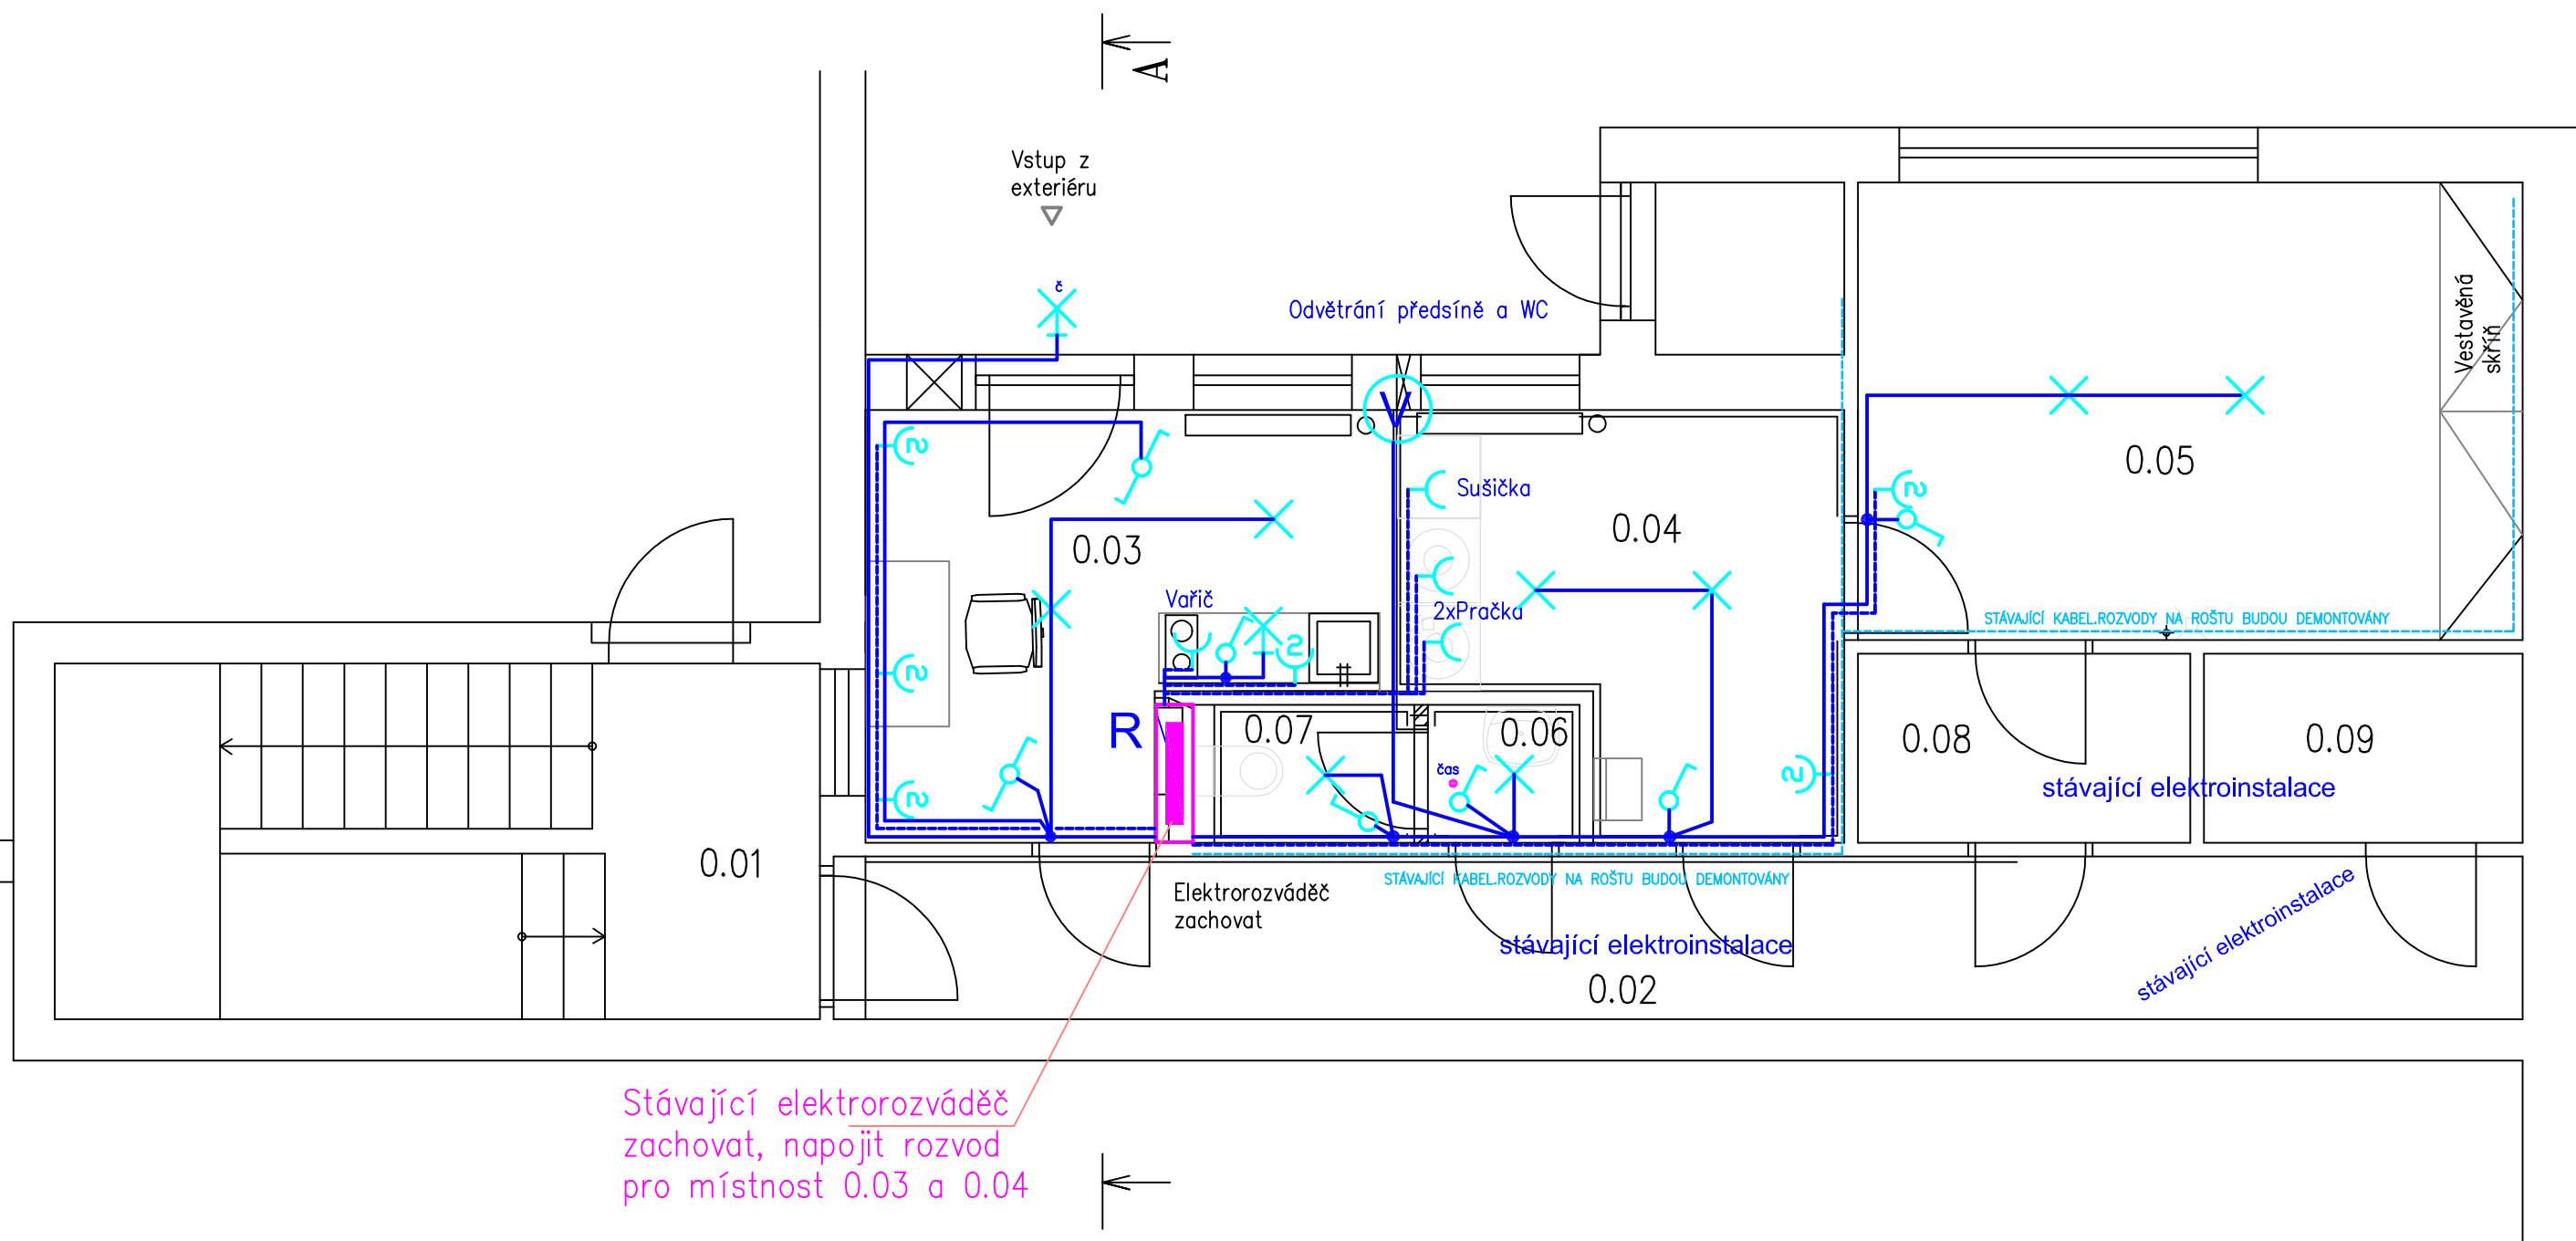 A
Vstup z
exteriéru
č
Odvětrání předsíně a WC
V
Vestavěná
skříň
0.05
S
S
Sušička
0.04
0.03
Vařič
2xPračka
STÁVAJÍCÍ KABEL.ROZVODY NA ROŠTU BUDOU DEMONTOVÁNY
S
S
R
0.07
0.06
0.08
0.09
čas
S
S
stávající elektroinstalace
0.01
Elektrorozváděč
zachovat
STÁVAJÍCÍ KABEL.ROZVODY NA ROŠTU BUDOU DEMONTOVÁNY
stávající elektroinstalace
stávající elektroinstalace
0.02
Stávající elektrorozváděč
zachovat, napojit rozvod
pro místnost 0.03 a 0.04